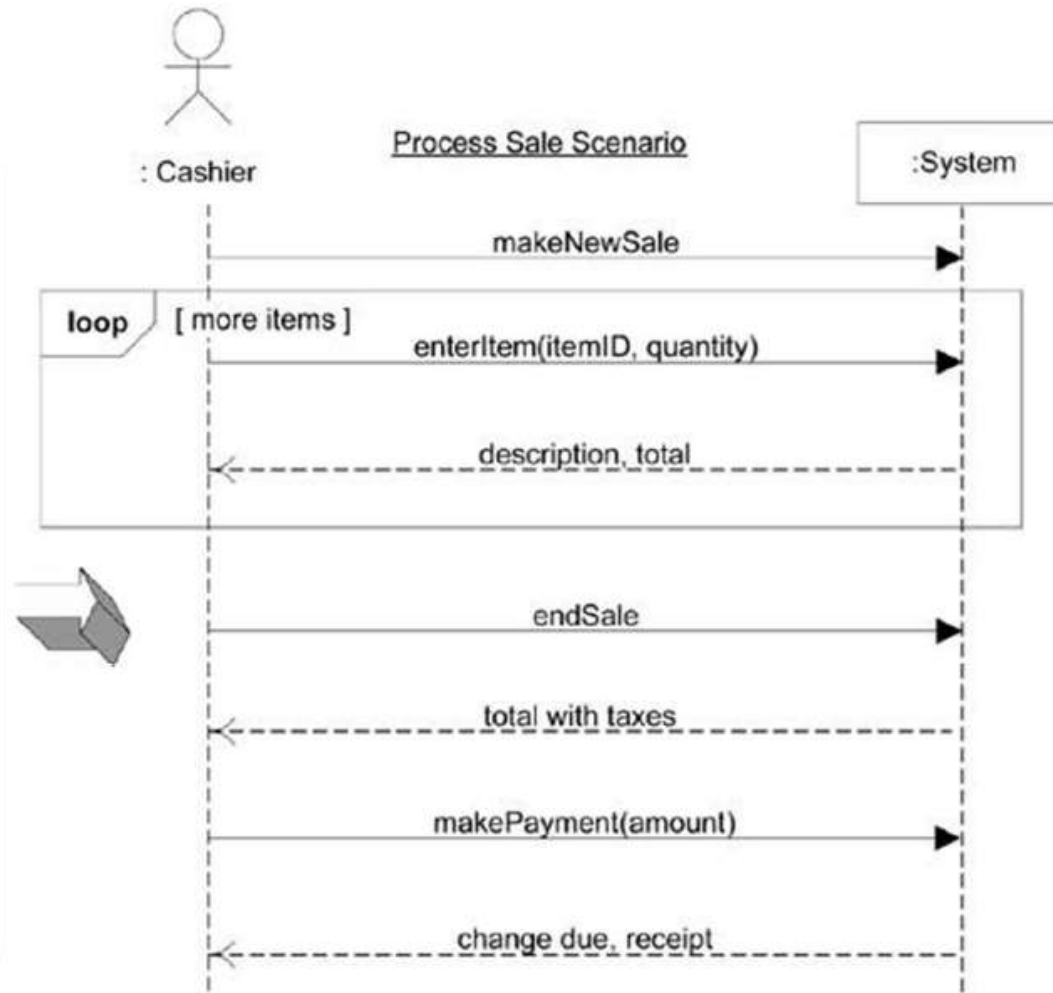 Process Sale Scenario
: Cashier
:System
makeNewSale
loop
[ more items ]
enterItem(itemID, quantity)
description, total
endSale
total with taxes
makePayment(amount)
change due, receipt